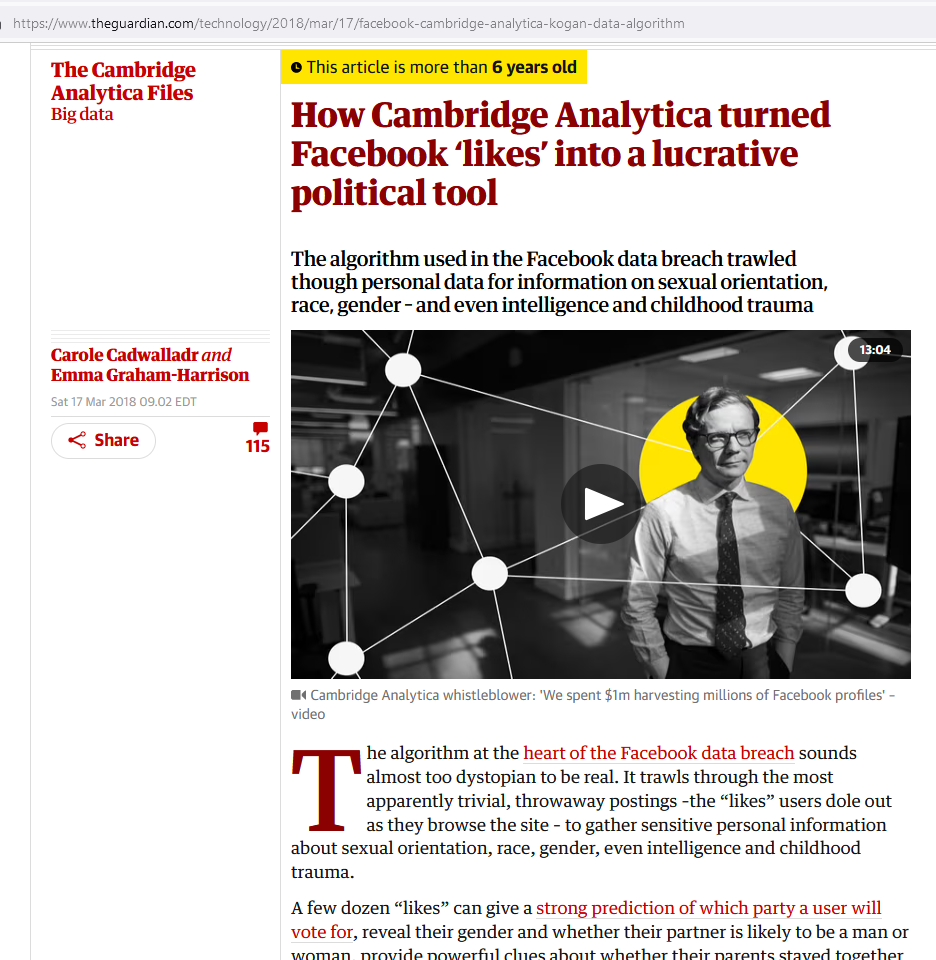 https://www.theguardian.com/technology/2018/mar/17/facebook-cambridge-analytica-kogan-data-algorithm
The Cambridge
Analytica Files
Big data
This article is more than 6 years old
How Cambridge Analytica turned
Facebook ‘likes’ into a lucrative
political tool
The algorithm used in the Facebook data breach trawled
though personal data for information on sexual orientation,
race, gender – and even intelligence and childhood trauma
Carole Cadwalladr and
Emma Graham-Harrison
Sat 17 Mar 2018 09.02 EDT
Share
115
13:04
Cambridge Analytica whistleblower: 'We spent $1m harvesting millions of Facebook profiles' –
video
The algorithm at the heart of the Facebook data breach sounds
almost too dystopian to be real. It trawls through the most
apparently trivial, throwaway postings –the “likes” users dole out
as they browse the site – to gather sensitive personal information
about sexual orientation, race, gender, even intelligence and childhood
trauma.
A few dozen “likes” can give a strong prediction of which party a user will
vote for, reveal their gender and whether their partner is likely to be a man or
woman, provide powerful clues about whether their parents stayed together